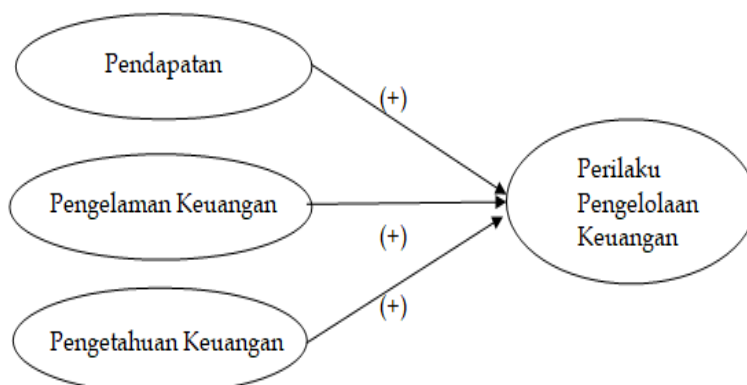 Pendapatan
(+)
Pengelaman Keuangan
(+)
Pengetahuan Keuangan
(+)
Perilaku
Pengelolaan
Keuangan